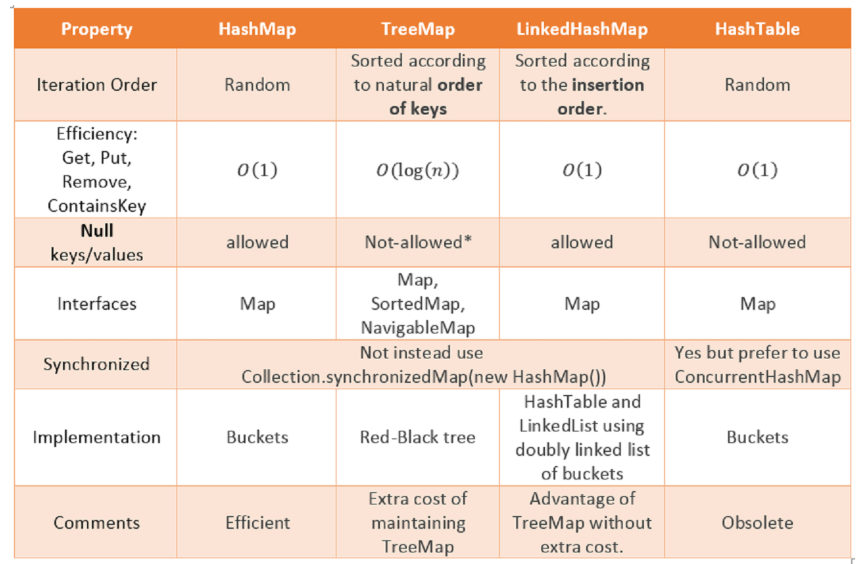 Property HashMap TreeMap LinkedHashMap HashTable
Iteration Order
Random
Sorted according
to natural order
of keys
Sorted according
to the insertion
order.
Random
Efficiency:
Get, Put,
Remove,
ContainsKey
O(1)
O(log(n))
O(1)
O(1)
Null
keys/values
allowed
Not-allowed*
allowed
Not-allowed
Interfaces
Map
Map,
SortedMap,
NavigableMap
Map
Map
Synchronized
Not instead use
Collection.synchronizedMap(new HashMap())
Yes but prefer to use
ConcurrentHashMap
Implementation
Buckets
Red-Black tree
HashTable and
LinkedList using
doubly linked list
of buckets
Buckets
Comments
Efficient
Extra cost of
maintaining
TreeMap
Advantage of
TreeMap without
extra cost.
Obsolete